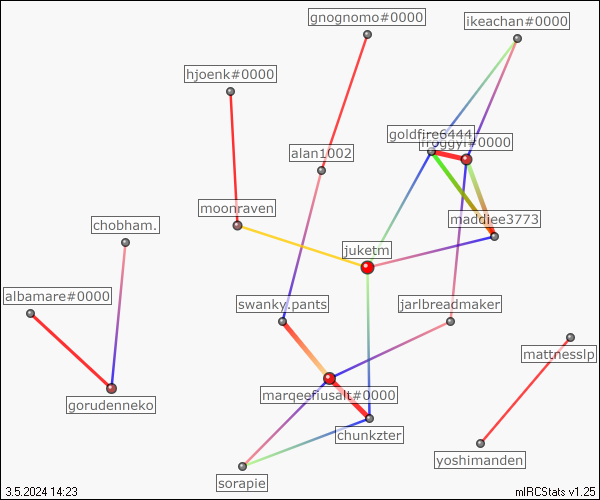 gnognomo#0000
ikeachan#0000
hjoenk#0000
goldfire6444
froggyf#0000
alan1002
moonraven
maddiee3773
chobham.
juketm
albamare#0000
swanky.pants
jarlbreadmaker
mattnesslp
marqeefiusalt#0000
gorudenneko
chunkzter
yoshimanden
sorapie
3.5.2024 14:23
mIRCStats v1.25